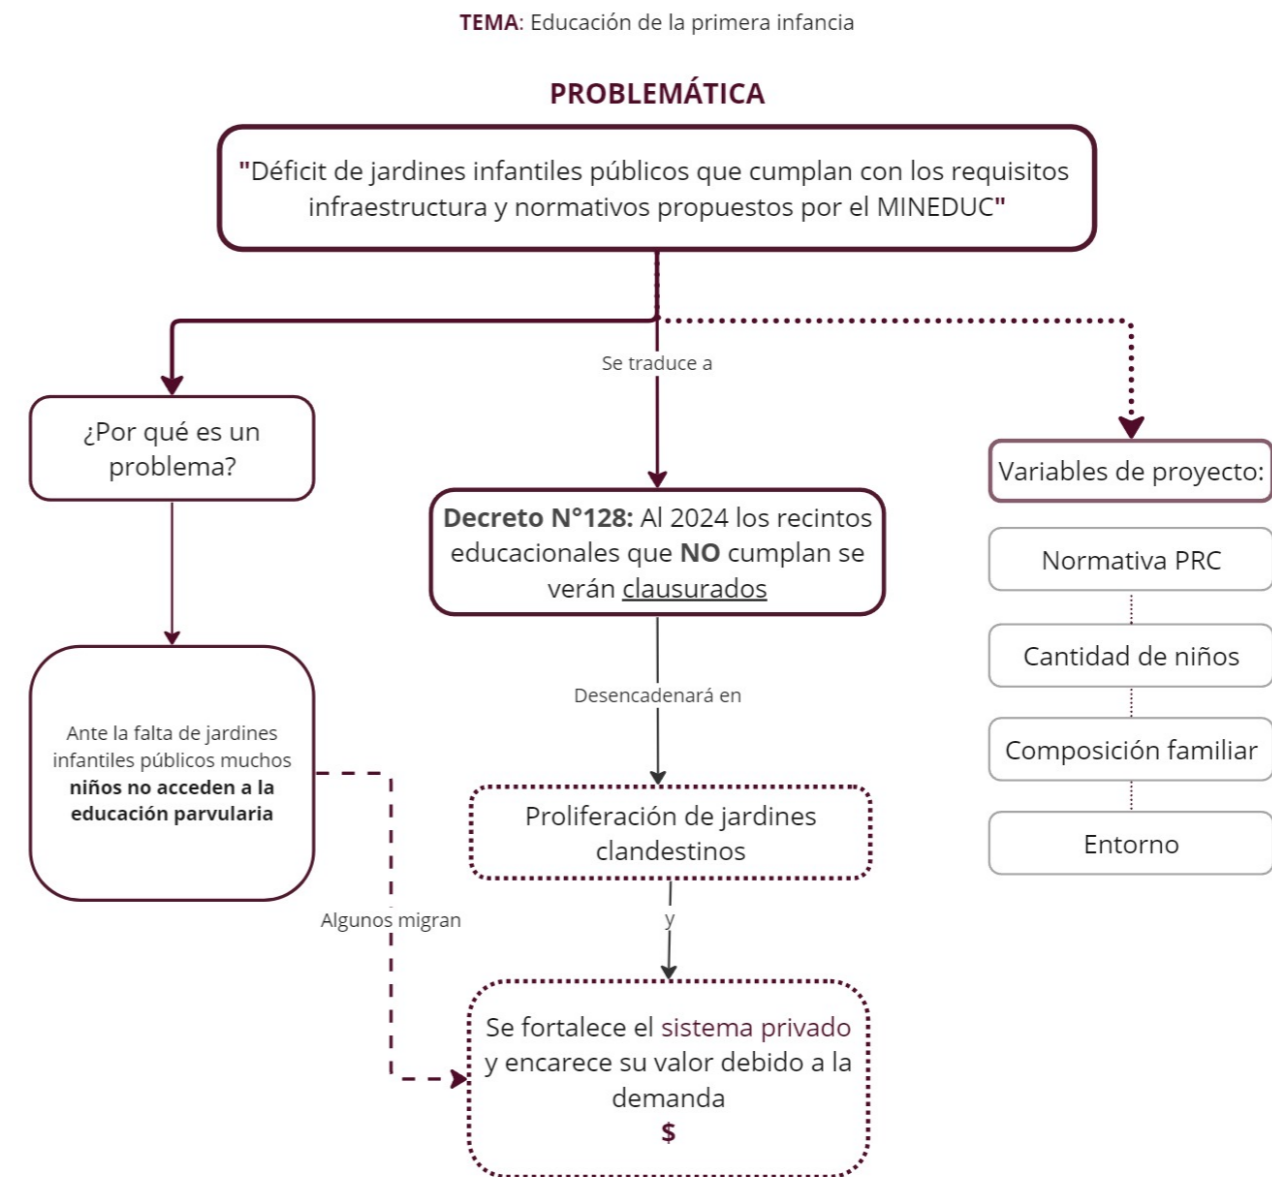 TEMA: Educación de la primera infancia
PROBLEMÁTICA
"Déficit de jardines infantiles públicos que cumplan con los requisitos
infraestructura y normativos propuestos por el MINEDUC"
Se traduce a
¿Por qué es un
problema?
Variables de proyecto:
Decreto N°128: Al 2024 los recintos
educacionales que NO cumplan se
verán clausurados
Normativa PRC
Cantidad de niños
Composición familiar
Entorno
Desencadenará en
Ante la falta de jardines
infantiles públicos muchos
niños no acceden a la
educación parvularia
Proliferación de jardines
clandestinos
Algunos migran
y
Se fortalece el sistema privado
y encarece su valor debido a la
demanda
$